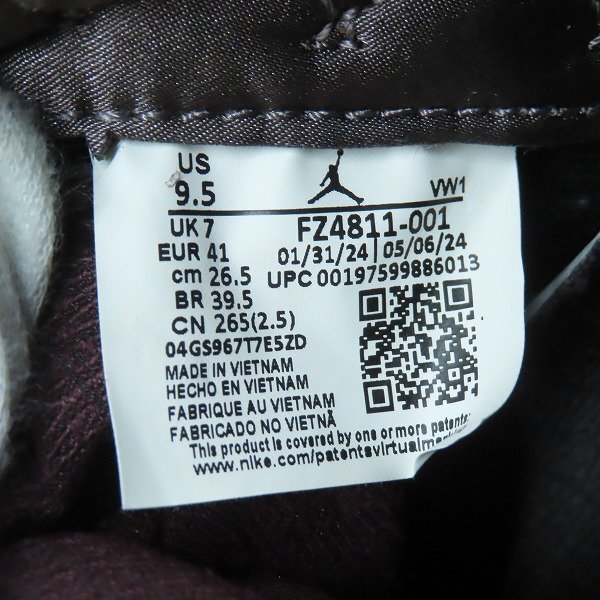 US
9.5
VW1
UK 7
FZ4811-001
EUR 41
01/31/24 | 05/06/24
cm 26.5
UPC 00197599886013
BR 39.5
CN 265(2.5)
04GS967T7E5ZD
MADE IN VIETNAM
HECHO EN VIETNAM
FABRIQUE AU VIETNAM
FABRICADO NO VIETNÃ
This product is covered by one or more patents:
www.nike.com/patentsvirtual